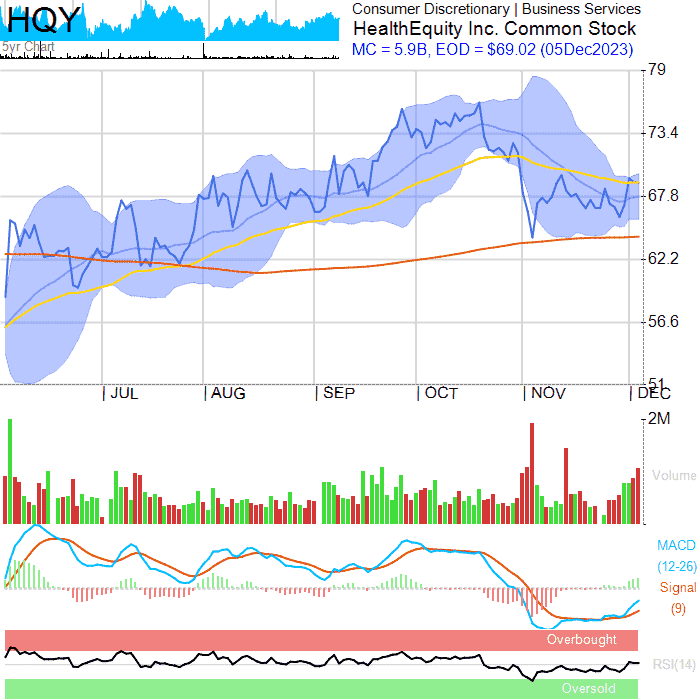 HQY
5yr Chart
Consumer Discretionary | Business Services
HealthEquity Inc. Common Stock
MC = 5.9B, EOD = $69.02 (05Dec2023)
79
73.4
67.8
62.2
56.6
51
| JUL | AUG | SEP | OCT | NOV | DEC
2M
Volume
MACD
(12-26)
Signal
(9)
Overbought
RSI(14)
Oversold